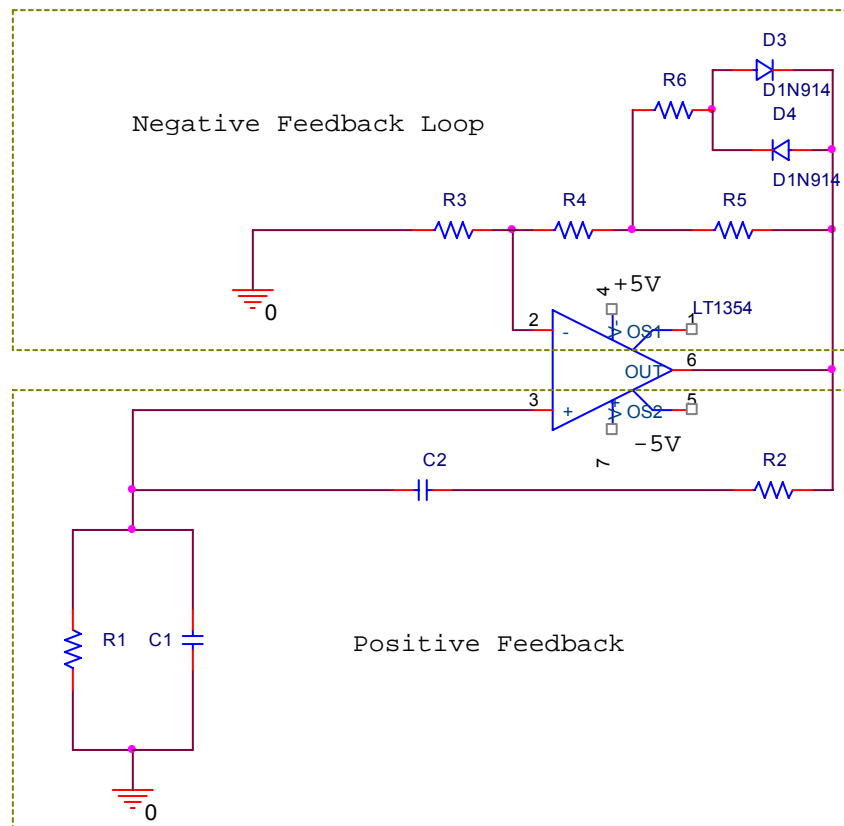 D3
R6
D1N914
D4
Negative Feedback Loop
D1N914
R3
R4
R5
0
+5V
4
LT1354
1
2
-
V-
OS1
OUT
6
3
+
V+
OS2
5
-5V
7
C2
R2
R1
C1
Positive Feedback
0